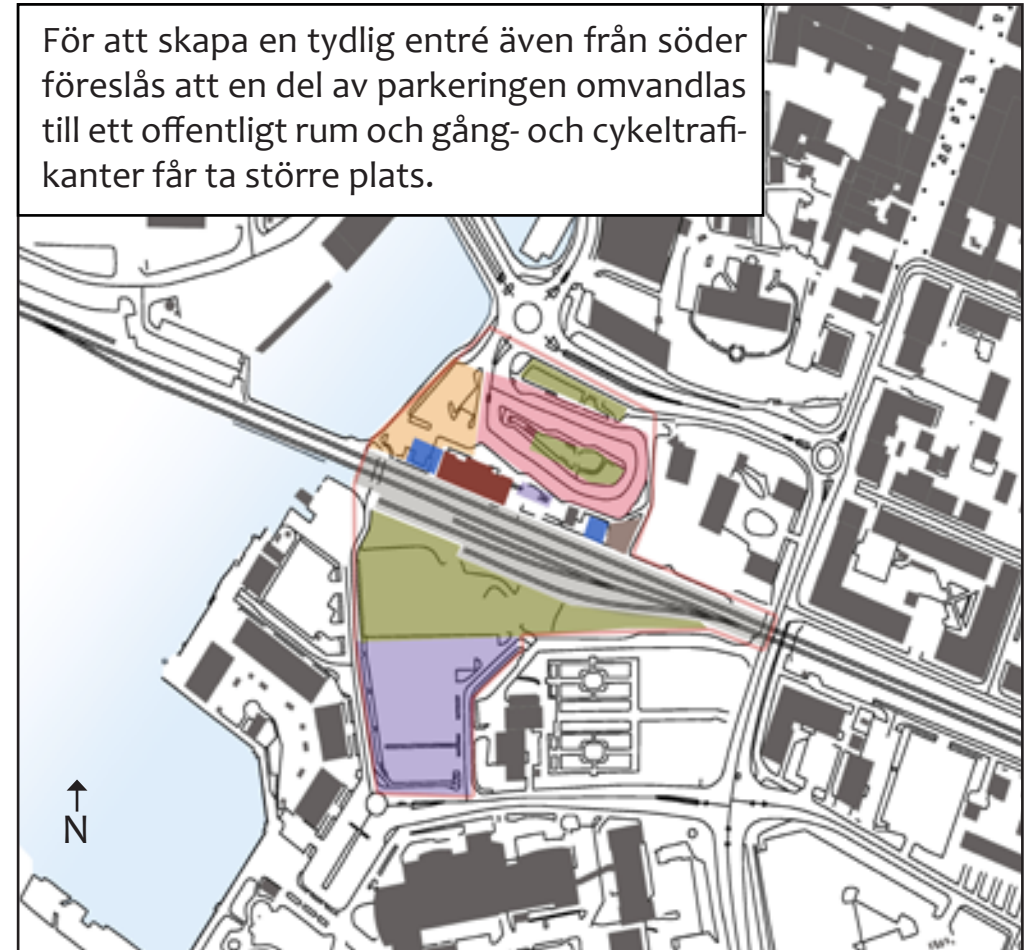 För att skapa en tydlig entré även från söder
föreslås att en del av parkeringen omvandlas
till ett offentligt rum och gång- och cykeltrafi-
kanter får ta större plats.
N